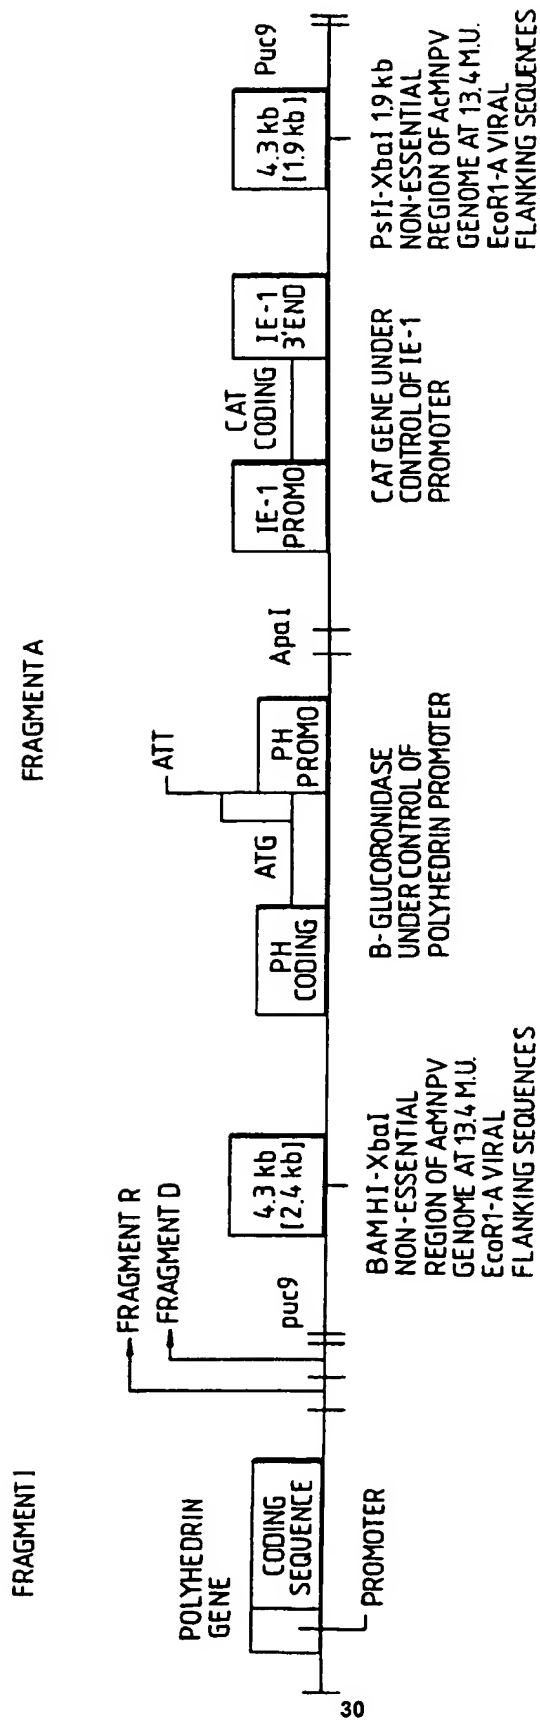 FRAGMENT I
FRAGMENT A
POLYHEDRIN
GENE
CODING
SEQUENCE
PROMOTER
30
FRAGMENT R
FRAGMENT D
puc9
4.3 kb
[2.4 kb]
BAM HI-XbaI
NON-ESSENTIAL
REGION OF AcMNPV
GENOME AT 13.4 M.U.
EcoR1-A VIRAL
FLANKING SEQUENCES
PH
CODING
ATG
ATT
PH
PROMO
B-GLUCORONIDASE
UNDER CONTROL OF
POLYHEDRIN PROMOTER
ApaI
IE-1
PROMO
CAT
CODING
IE-1
3'END
CAT GENE UNDER
CONTROL OF IE-1
PROMOTER
4.3 kb
[1.9 kb]
Puc9
PstI-XbaI 1.9 kb
NON-ESSENTIAL
REGION OF AcMNPV
GENOME AT 13.4 M.U.
EcoR1-A VIRAL
FLANKING SEQUENCES